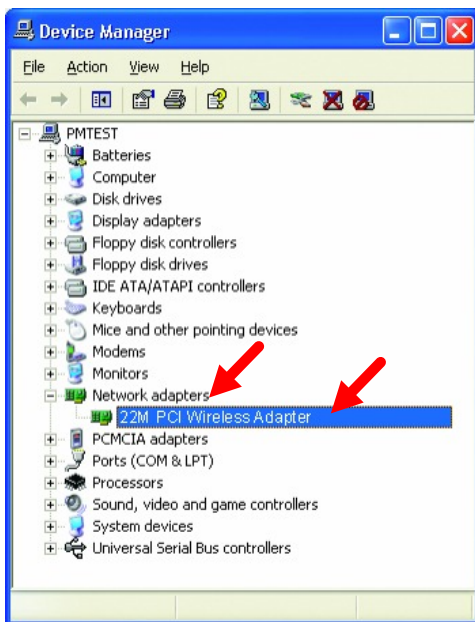 Device Manager
File Action View Help
PMTEST
Batteries
Computer
Disk drives
Display adapters
Floppy disk controllers
Floppy disk drives
IDE ATA/ATAPI controllers
Keyboards
Mice and other pointing devices
Modems
Monitors
Network adapters
22M PCI Wireless Adapter
PCMCIA adapters
Ports (COM & LPT)
Processors
Sound, video and game controllers
System devices
Universal Serial Bus controllers